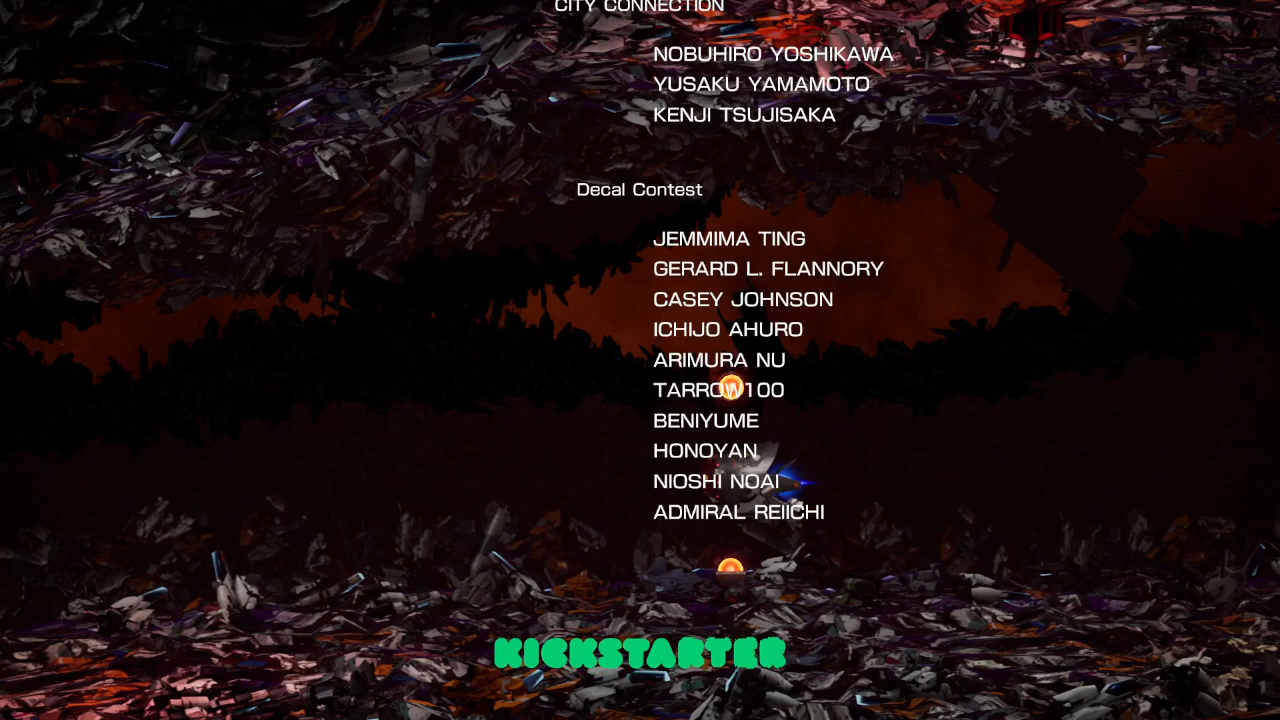 CITY CONNECTION
NOBUHIRO YOSHIKAWA
YUSAKU YAMAMOTO
KENJI TSUJISAKA
Decal Contest
JEMMIMA TING
GERARD L. FLANNORY
CASEY JOHNSON
ICHIJO AHURO
ARIMURA NU
TARROW100
BENIYUME
HONOYAN
NIOSHI NOAI
ADMIRAL REIICHI
KICKSTARTER